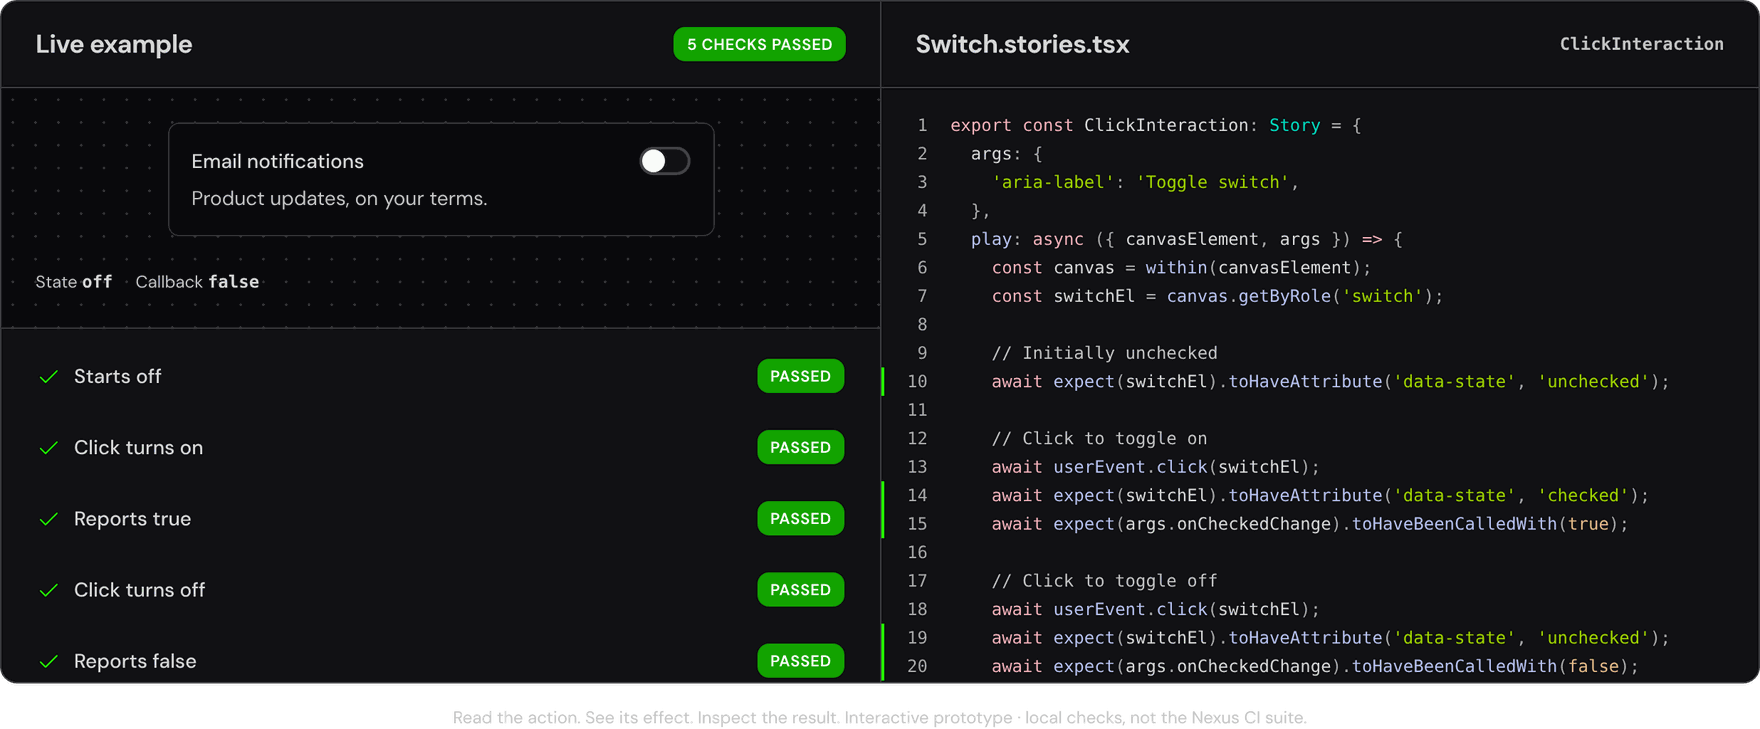 Live example
5 CHECKS PASSED
Email notifications
Product updates, on your terms.
State off · Callback false
Starts off PASSED
Click turns on PASSED
Reports true PASSED
Click turns off PASSED
Reports false PASSED
Switch.stories.tsx
ClickInteraction
1 export const ClickInteraction: Story = {
2   args: {
3     'aria-label': 'Toggle switch',
4   },
5   play: async ({ canvasElement, args }) => {
6     const canvas = within(canvasElement);
7     const switchEl = canvas.getByRole('switch');
8
9     // Initially unchecked
10     await expect(switchEl).toHaveAttribute('data-state', 'unchecked');
11
12     // Click to toggle on
13     await userEvent.click(switchEl);
14     await expect(switchEl).toHaveAttribute('data-state', 'checked');
15     await expect(args.onCheckedChange).toHaveBeenCalledWith(true);
16
17     // Click to toggle off
18     await userEvent.click(switchEl);
19     await expect(switchEl).toHaveAttribute('data-state', 'unchecked');
20     await expect(args.onCheckedChange).toHaveBeenCalledWith(false);
Read the action. See its effect. Inspect the result. Interactive prototype · local checks, not the Nexus CI suite.